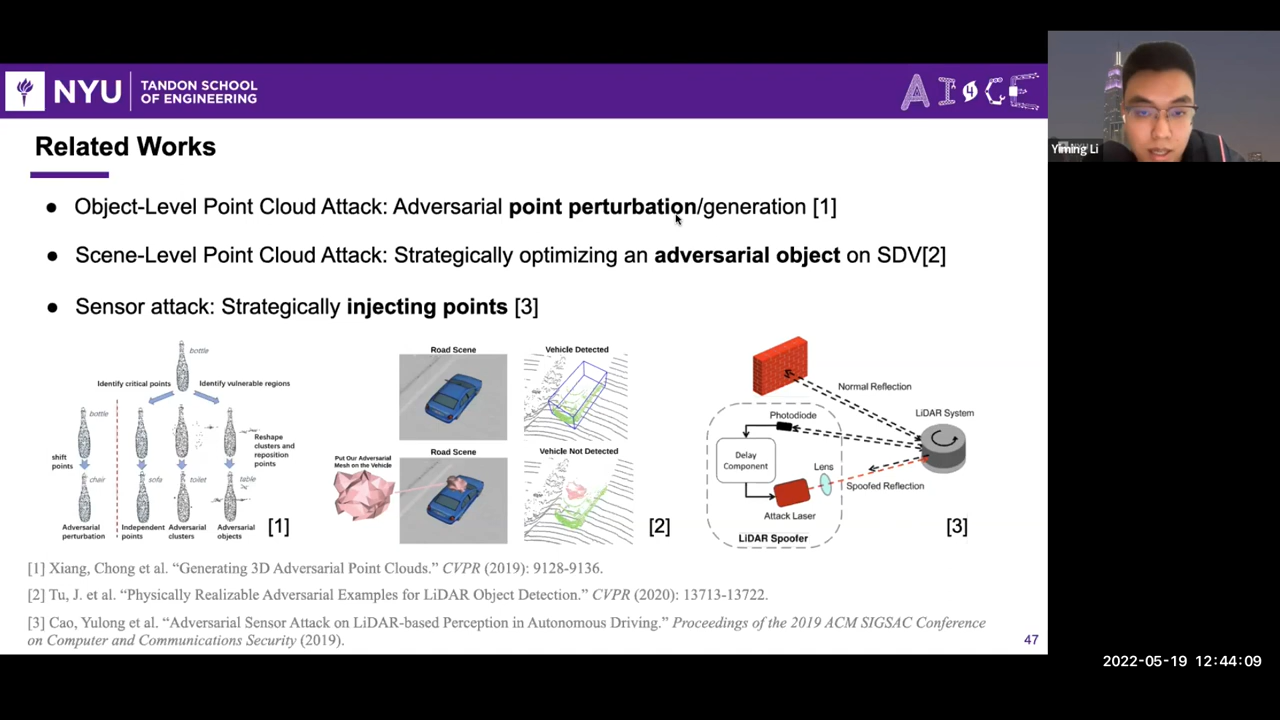 NYU
TANDON SCHOOL
OF ENGINEERING
AI4CE
Yiming Li
Related Works
● Object-Level Point Cloud Attack: Adversarial point perturbation/generation [1]
● Scene-Level Point Cloud Attack: Strategically optimizing an adversarial object on SDV[2]
● Sensor attack: Strategically injecting points [3]
bottle
Identify critical points
Identify vulnerable regions
bottle
shift
points
Reshape
clusters and
reposition
points
chair
sofa
toilet
table
Adversarial
perturbation
Independent
points
Adversarial
clusters
Adversarial
objects
[1]
Road Scene
Vehicle Detected
Road Scene
Vehicle Not Detected
Put Our Adversarial
Mesh on the Vehicle
[2]
Normal Reflection
LiDAR System
Photodiode
Delay
Component
Lens
Spoofed Reflection
Attack Laser
LiDAR Spoofer
[3]
[1] Xiang, Chong et al. “Generating 3D Adversarial Point Clouds.” CVPR (2019): 9128-9136.
[2] Tu, J. et al. “Physically Realizable Adversarial Examples for LiDAR Object Detection.” CVPR (2020): 13713-13722.
[3] Cao, Yulong et al. “Adversarial Sensor Attack on LiDAR-based Perception in Autonomous Driving.” Proceedings of the 2019 ACM SIGSAC Conference
on Computer and Communications Security (2019).
47
2022-05-19 12:44:09